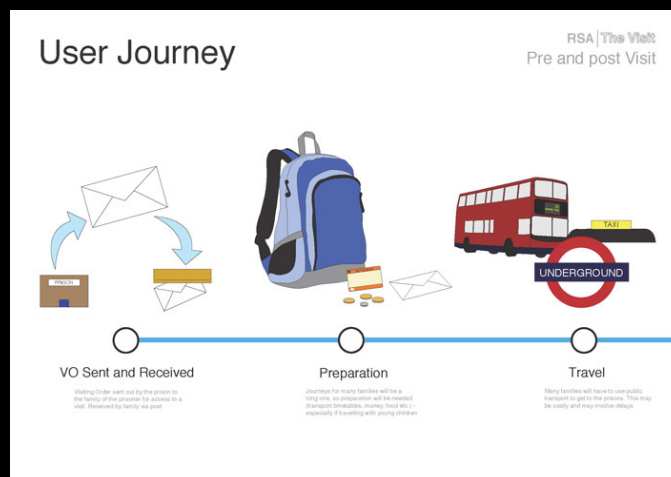 User Journey
RSA|The Visit
Pre and post Visit
PRISON
TAXI
UNDERGROUND
VO Sent and Received
Visiting Order sent out by the prison to
the family of the prisoner for access to a
visit. Received by family via post
Preparation
Journeys for many families will be a
long one, so preparation will be needed
(transport timetables, money, food etc.) -
especially if travelling with young children
Travel
Many families will have to use public
transport to get to the prisons. This may
be costly and may involve delays